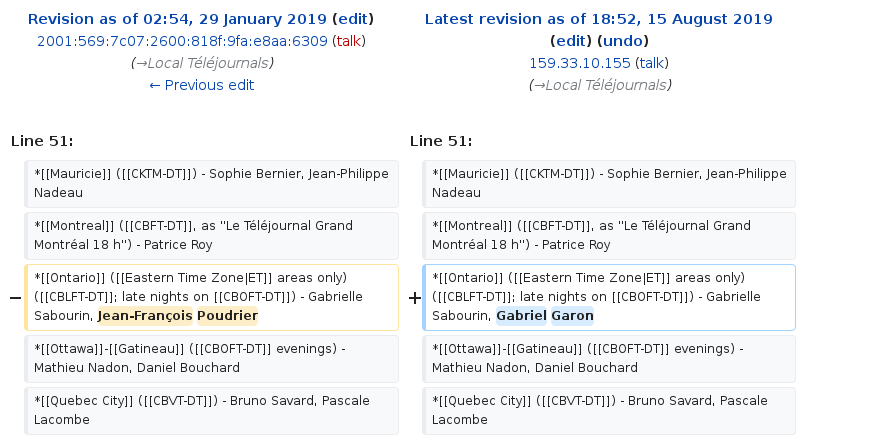 Revision as of 02:54, 29 January 2019 (edit)
2001:569:7c07:2600:818f:9fa:e8aa:6309 (talk)
(→Local Téléjournals)
← Previous edit
Latest revision as of 18:52, 15 August 2019
(edit) (undo)
159.33.10.155 (talk)
(→Local Téléjournals)
Line 51:
Line 51:
*[[Mauricie]] ([[CKTM-DT]]) - Sophie Bernier, Jean-Philippe
Nadeau
*[[Mauricie]] ([[CKTM-DT]]) - Sophie Bernier, Jean-Philippe
Nadeau
*[[Montreal]] ([[CBFT-DT]], as "Le Téléjournal Grand
Montréal 18 h") - Patrice Roy
*[[Montreal]] ([[CBFT-DT]], as "Le Téléjournal Grand
Montréal 18 h") - Patrice Roy
− *[[Ontario]] ([[Eastern Time Zone|ET]] areas only)
([[CBLFT-DT]]; late nights on [[CBOFT-DT]]) - Gabrielle
Sabourin, Jean-François Poudrier
+ *[[Ontario]] ([[Eastern Time Zone|ET]] areas only)
([[CBLFT-DT]]; late nights on [[CBOFT-DT]]) - Gabrielle
Sabourin, Gabriel Garon
*[[Ottawa]]-[[Gatineau]] ([[CBOFT-DT]] evenings) -
Mathieu Nadon, Daniel Bouchard
*[[Ottawa]]-[[Gatineau]] ([[CBOFT-DT]] evenings) -
Mathieu Nadon, Daniel Bouchard
*[[Quebec City]] ([[CBVT-DT]]) - Bruno Savard, Pascale
Lacombe
*[[Quebec City]] ([[CBVT-DT]]) - Bruno Savard, Pascale
Lacombe